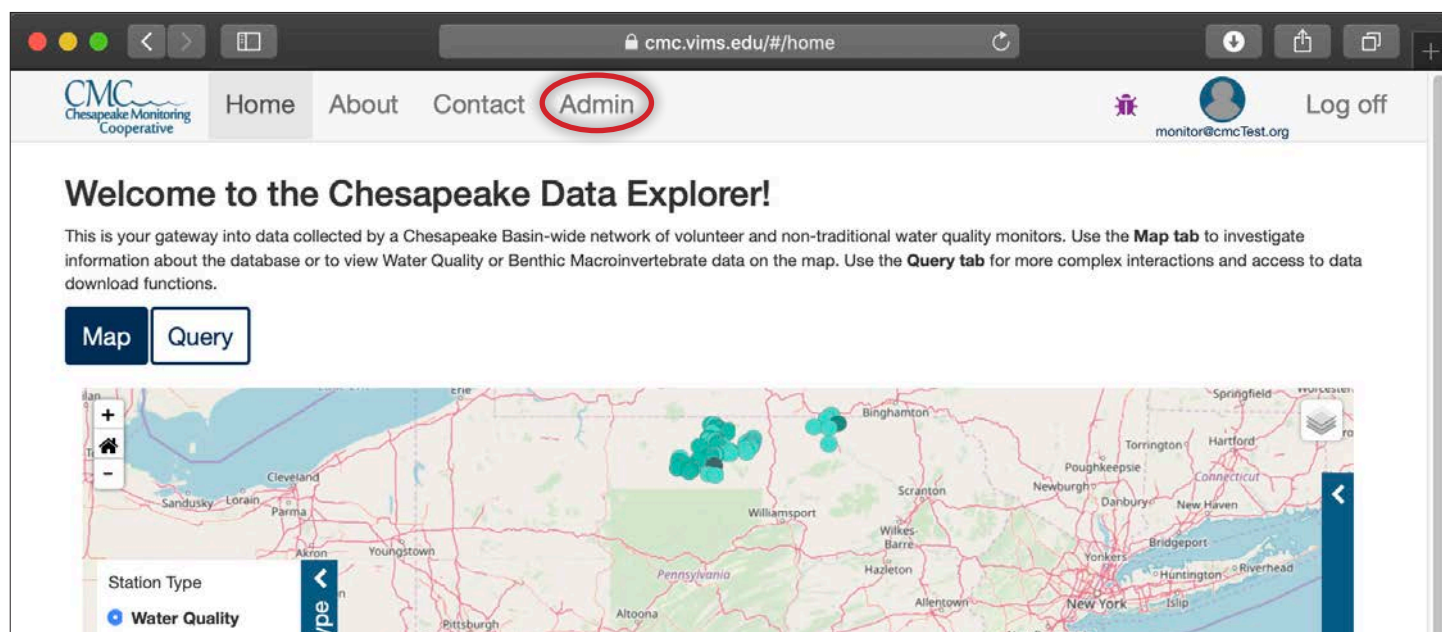 cmc.vims.edu/#/home
CMC
Chesapeake Monitoring
Cooperative
Home About Contact Admin
monitor@cmcTest.org
Log off
Welcome to the Chesapeake Data Explorer!
This is your gateway into data collected by a Chesapeake Basin-wide network of volunteer and non-traditional water quality monitors. Use the Map tab to investigate
information about the database or to view Water Quality or Benthic Macroinvertebrate data on the map. Use the Query tab for more complex interactions and access to data
download functions.
Map Query
Erie
Binghamton
Springfield
Worcester
+
Torrington
Hartford
Poughkeepsie
Connecticut
-
Cleveland
Scranton
Newburgh
Danbury
New Haven
Sandusky
Lorain
Parma
Williamsport
Wilkes-
Barre
Bridgeport
Akron
Youngstown
Yonkers
Huntington
Riverhead
Station Type
Pennsylvania
Hazleton
Allentown
New York
Islip
Water Quality
Altoona
Pittsburgh
ype